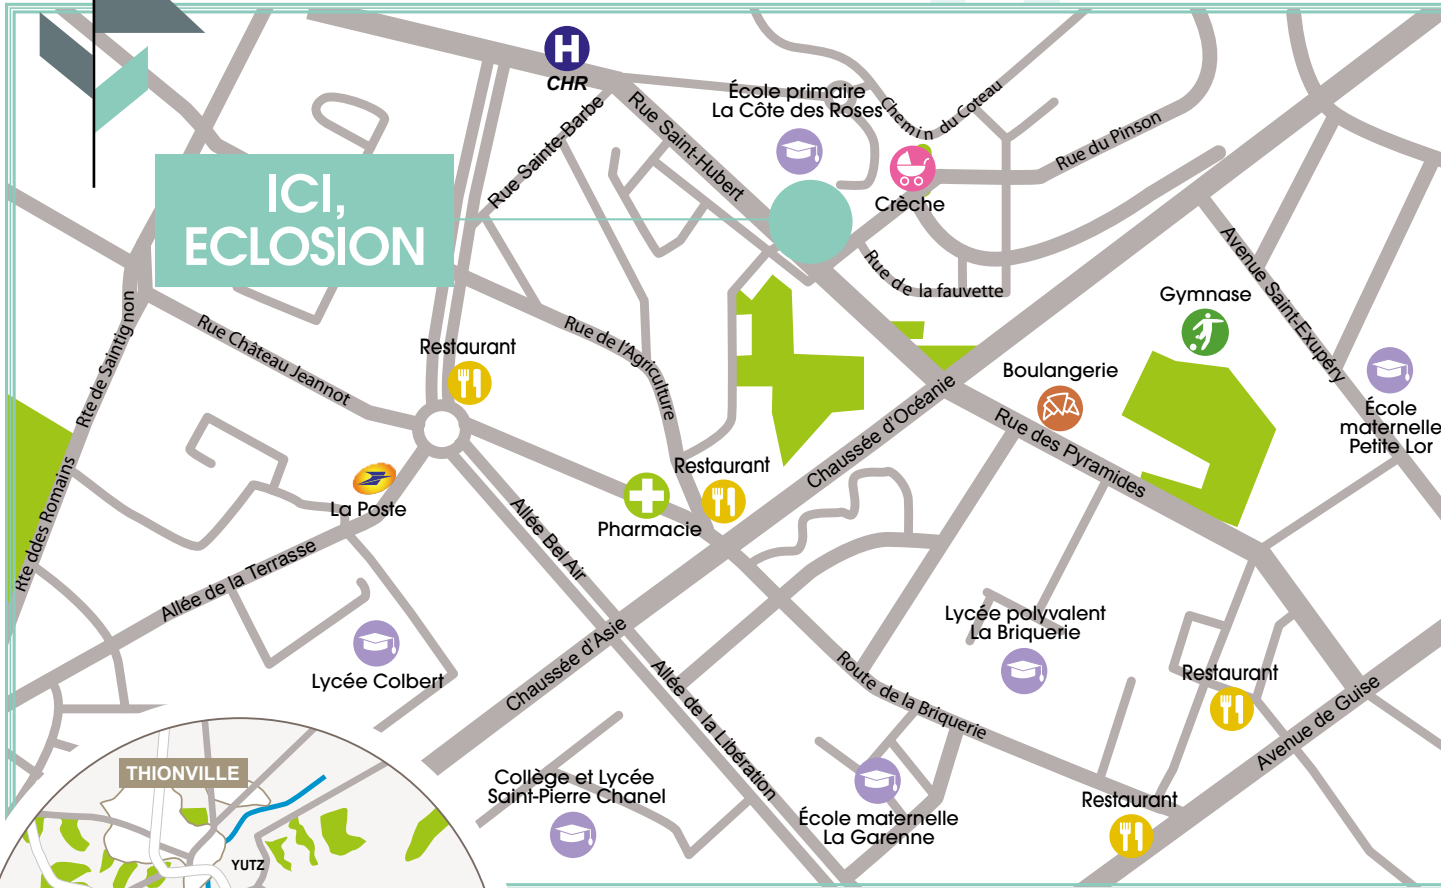 H
CHR
École primaire
La Côte des Roses
Chemin du Coteau
Rue Sainte-Barbe
Rue Saint-Hubert
Rue du Pinson
Crèche
ICI,
ECLOSION
Rue de la fauvette
Avenue Saint-Exupéry
Gymnase
Rte de Saintignon
Rue Château Jeannot
Restaurant
Rue de l'Agriculture
Boulangerie
École
maternelle
Petite Lor
Chaussée d'Océanie
Rue des Pyramides
Restaurant
Pharmacie
La Poste
Rte ddes Romains
Allée Bel Air
Allée de la Terrasse
Lycée polyvalent
La Briquerie
Chaussée d'Asie
Lycée Colbert
Allée de la Libération
Route de la Briquerie
Restaurant
Avenue de Guise
THIONVILLE
Collège et Lycée
Saint-Pierre Chanel
École maternelle
La Garenne
Restaurant
YUTZ